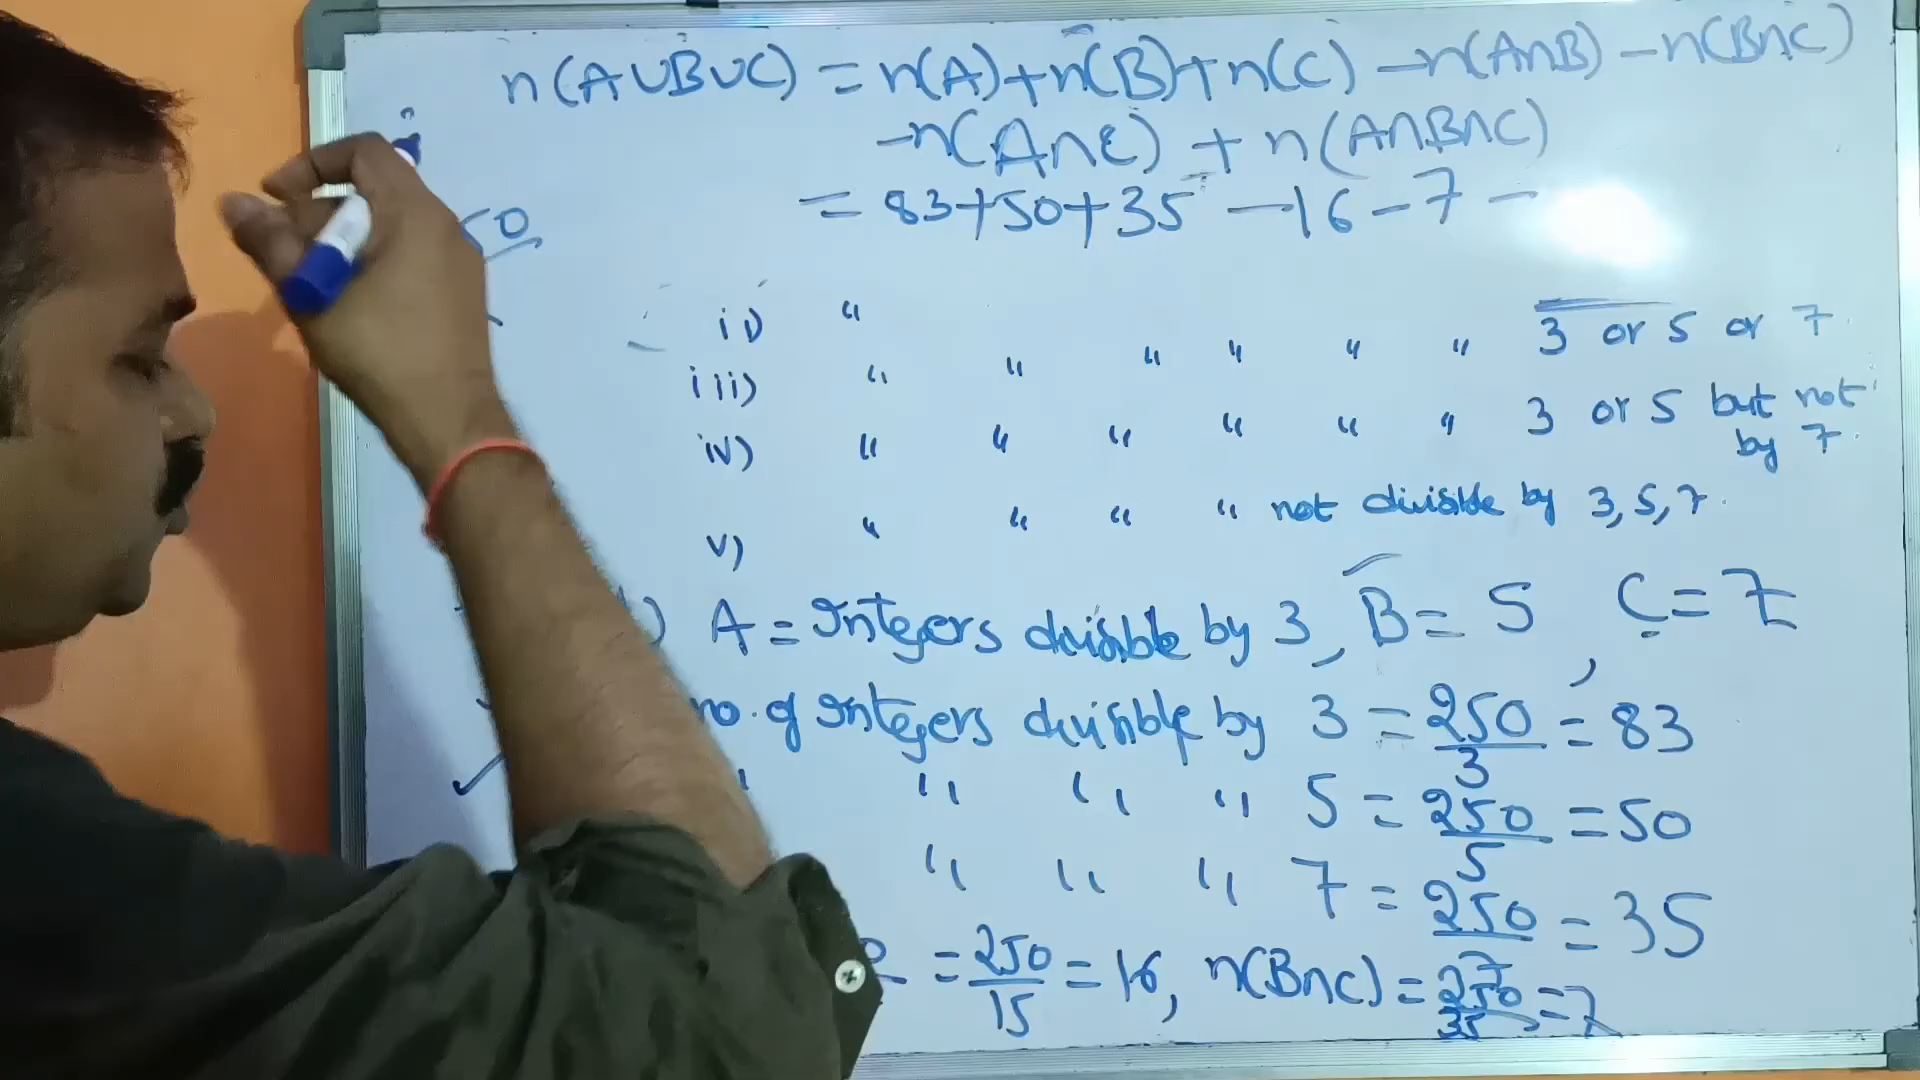 n(A∪B∪C) = n(A)+n(B)+n(C) -n(A∩B) -n(B∩C)
-n(A∩C) + n(A∩B∩C)
= 83+50+35 -16-7-
50
ii) " " " " " " 3 or 5 or 7.
iii) " " " " " " 3 or 5 but not by 7.
iv) " " " " not divisible by 3, 5, 7.
v)
A = Integers divisible by 3, B = 5, C = 7
no. of Integers divisible by 3 = 250/3 = 83
" " " 5 = 250/5 = 50
" " " 7 = 250/7 = 35
= 250/15 = 16, n(B∩C) = 250/35 = 7